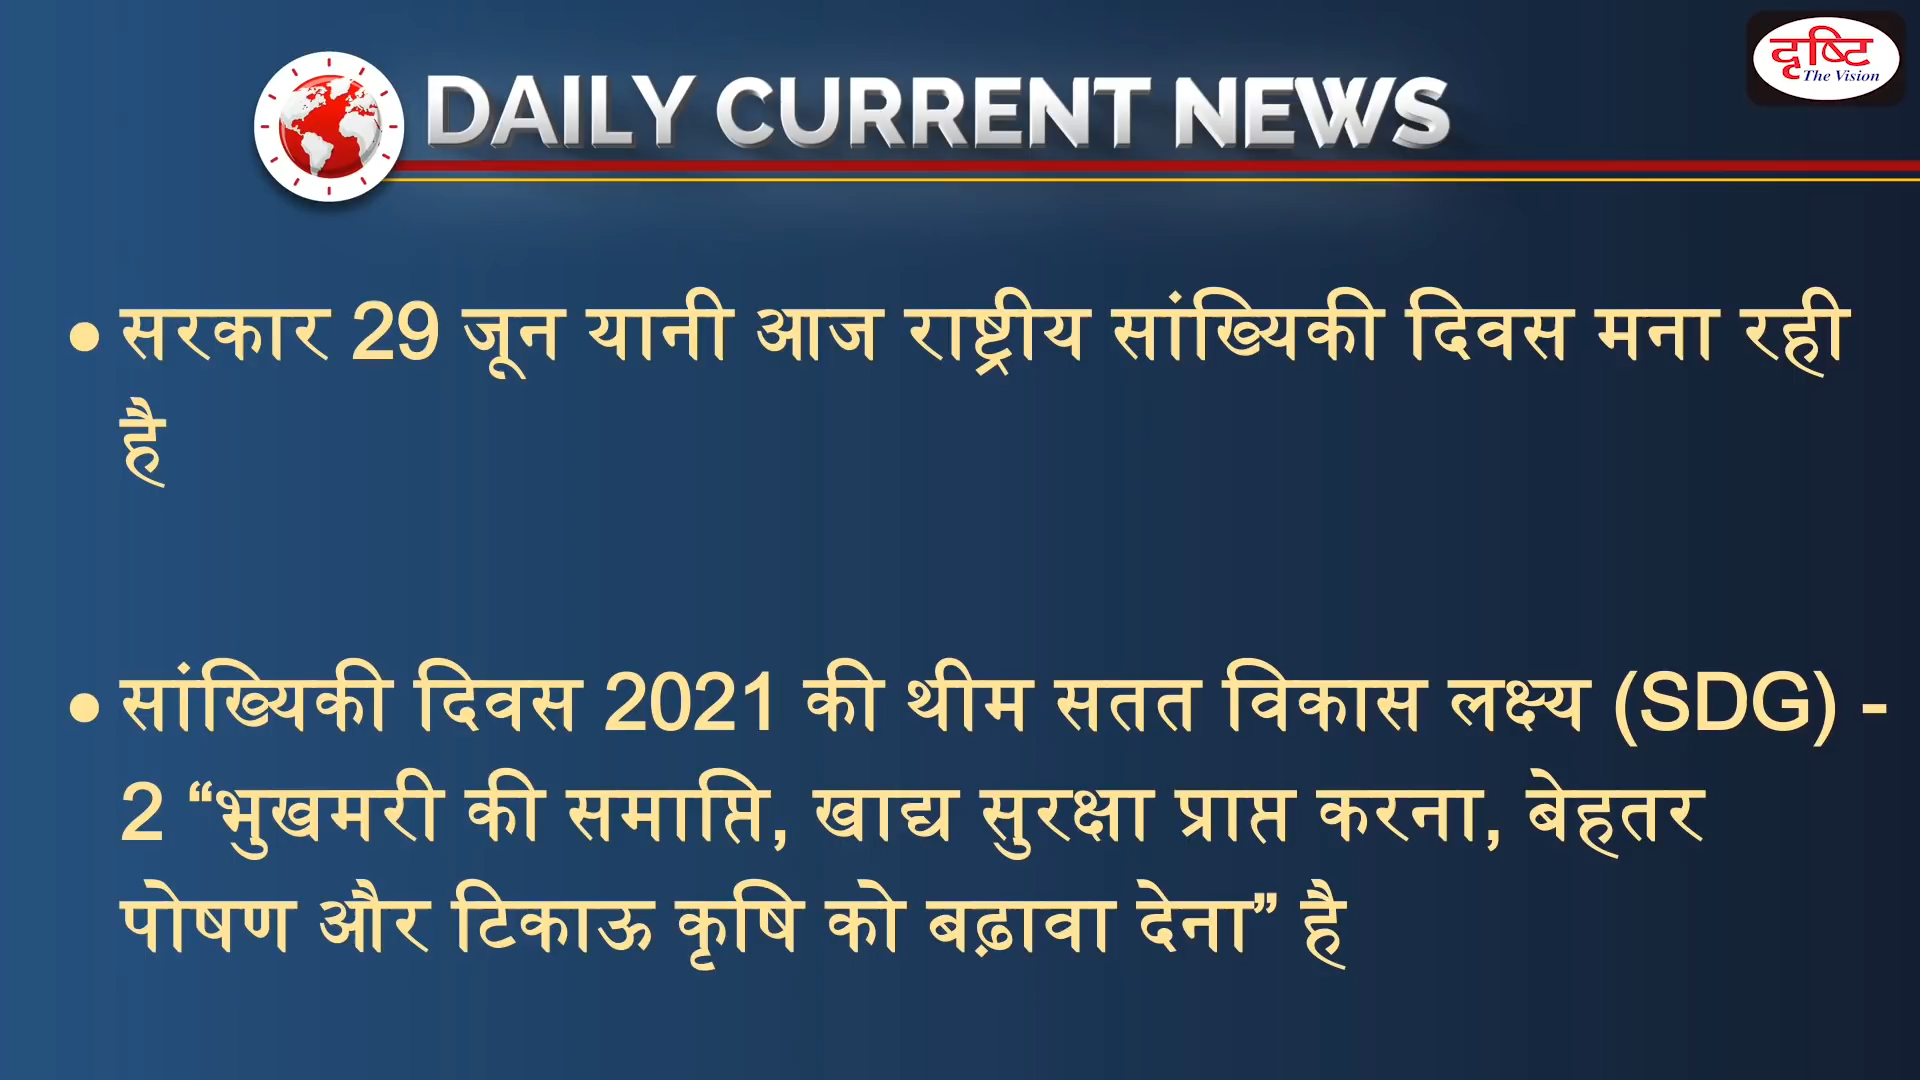 दृष्टि
The Vision
DAILY CURRENT NEWS
• सरकार 29 जून यानी आज राष्ट्रीय सांख्यिकी दिवस मना रही
है
• सांख्यिकी दिवस 2021 की थीम सतत विकास लक्ष्य (SDG) -
2 “भुखमरी की समाप्ति, खाद्य सुरक्षा प्राप्त करना, बेहतर
पोषण और टिकाऊ कृषि को बढ़ावा देना” है